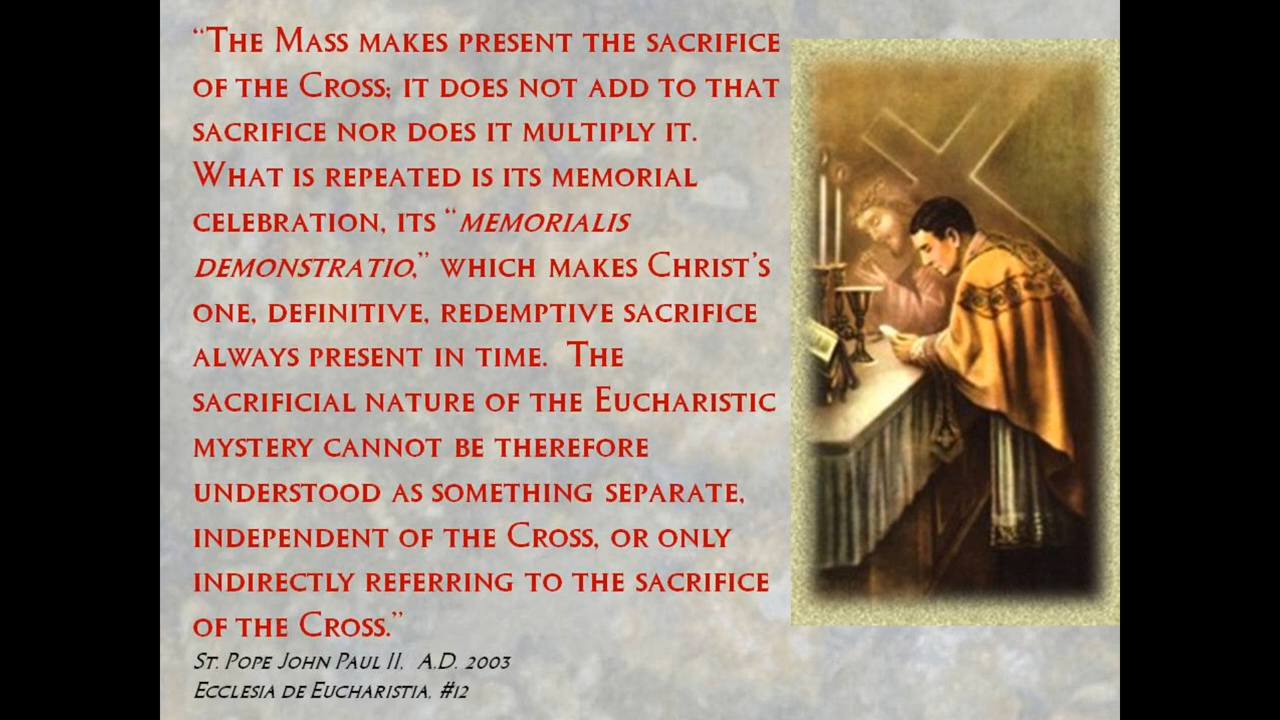 “The Mass makes present the sacrifice
of the Cross; it does not add to that
sacrifice nor does it multiply it.
What is repeated is its memorial
celebration, its “memorialis
demonstratio,” which makes Christ’s
one, definitive, redemptive sacrifice
always present in time. The
sacrificial nature of the Eucharistic
mystery cannot be therefore
understood as something separate,
independent of the Cross, or only
indirectly referring to the sacrifice
of the Cross.”
St. Pope John Paul II, A.D. 2003
Ecclesia de Eucharistia, #12